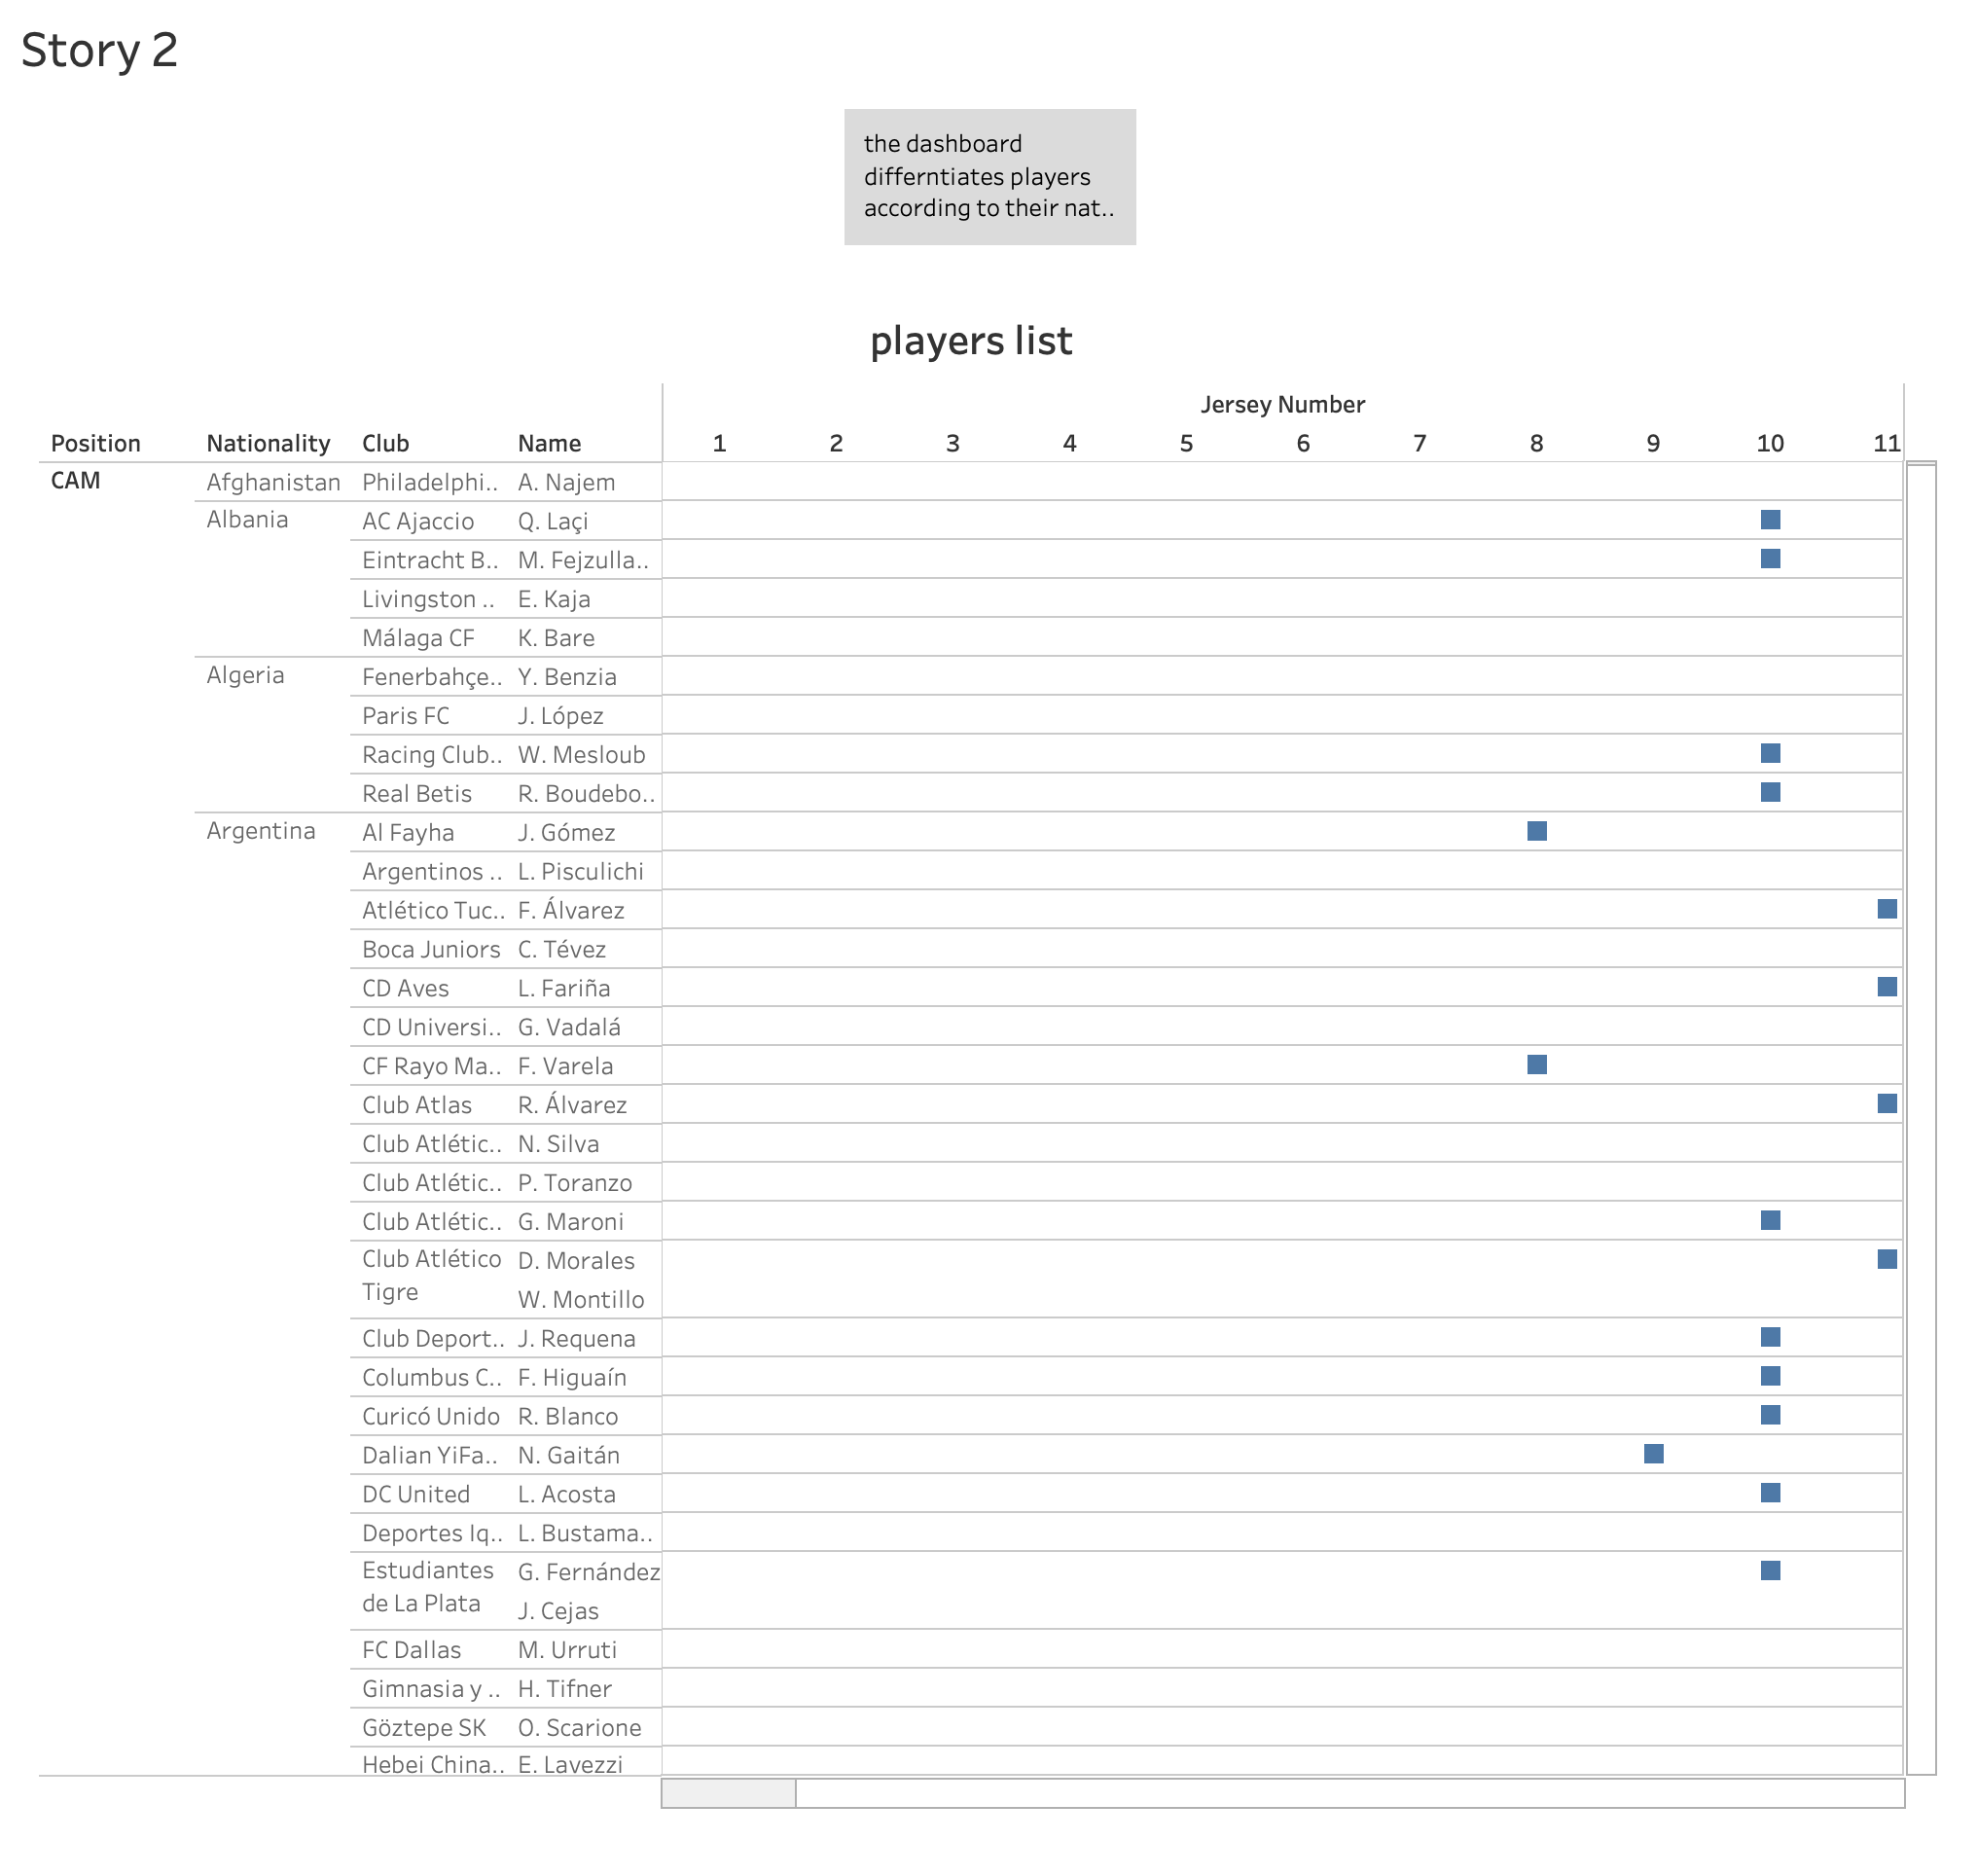 Story 2
the dashboard
differntiates players
according to their nat..
players list
Jersey Number
Position Nationality Club Name 1 2 3 4 5 6 7 8 9 10 11
CAM Afghanistan Philadelphi.. A. Najem
Albania AC Ajaccio Q. Laçi
Eintracht B.. M. Fejzulla..
Livingston .. E. Kaja
Málaga CF K. Bare
Algeria Fenerbahçe.. Y. Benzia
Paris FC J. López
Racing Club.. W. Mesloub
Real Betis R. Boudebo..
Argentina Al Fayha J. Gómez
Argentinos .. L. Pisculichi
Atlético Tuc.. F. Álvarez
Boca Juniors C. Tévez
CD Aves L. Fariña
CD Universi.. G. Vadalá
CF Rayo Ma.. F. Varela
Club Atlas R. Álvarez
Club Atlétic.. N. Silva
Club Atlétic.. P. Toranzo
Club Atlétic.. G. Maroni
Club Atlético D. Morales
Tigre W. Montillo
Club Deport.. J. Requena
Columbus C.. F. Higuaín
Curicó Unido R. Blanco
Dalian YiFa.. N. Gaitán
DC United L. Acosta
Deportes Iq.. L. Bustama..
Estudiantes G. Fernández
de La Plata J. Cejas
FC Dallas M. Urruti
Gimnasia y .. H. Tifner
Göztepe SK O. Scarione
Hebei China.. E. Lavezzi